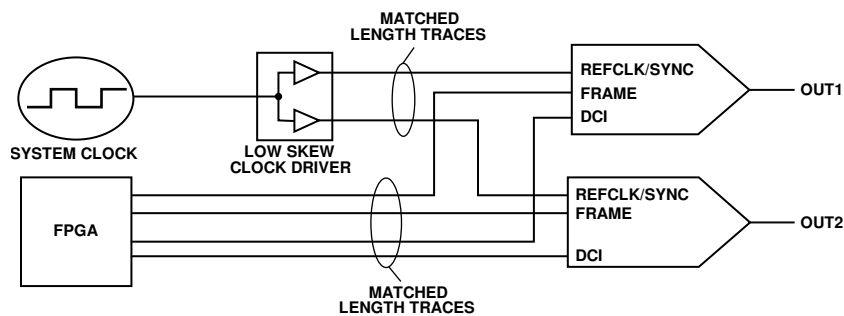 MATCHED
LENGTH TRACES
REFCLK/SYNC
FRAME
DCI
OUT1
SYSTEM CLOCK
LOW SKEW
CLOCK DRIVER
FPGA
REFCLK/SYNC
FRAME
DCI
OUT2
MATCHED
LENGTH TRACES